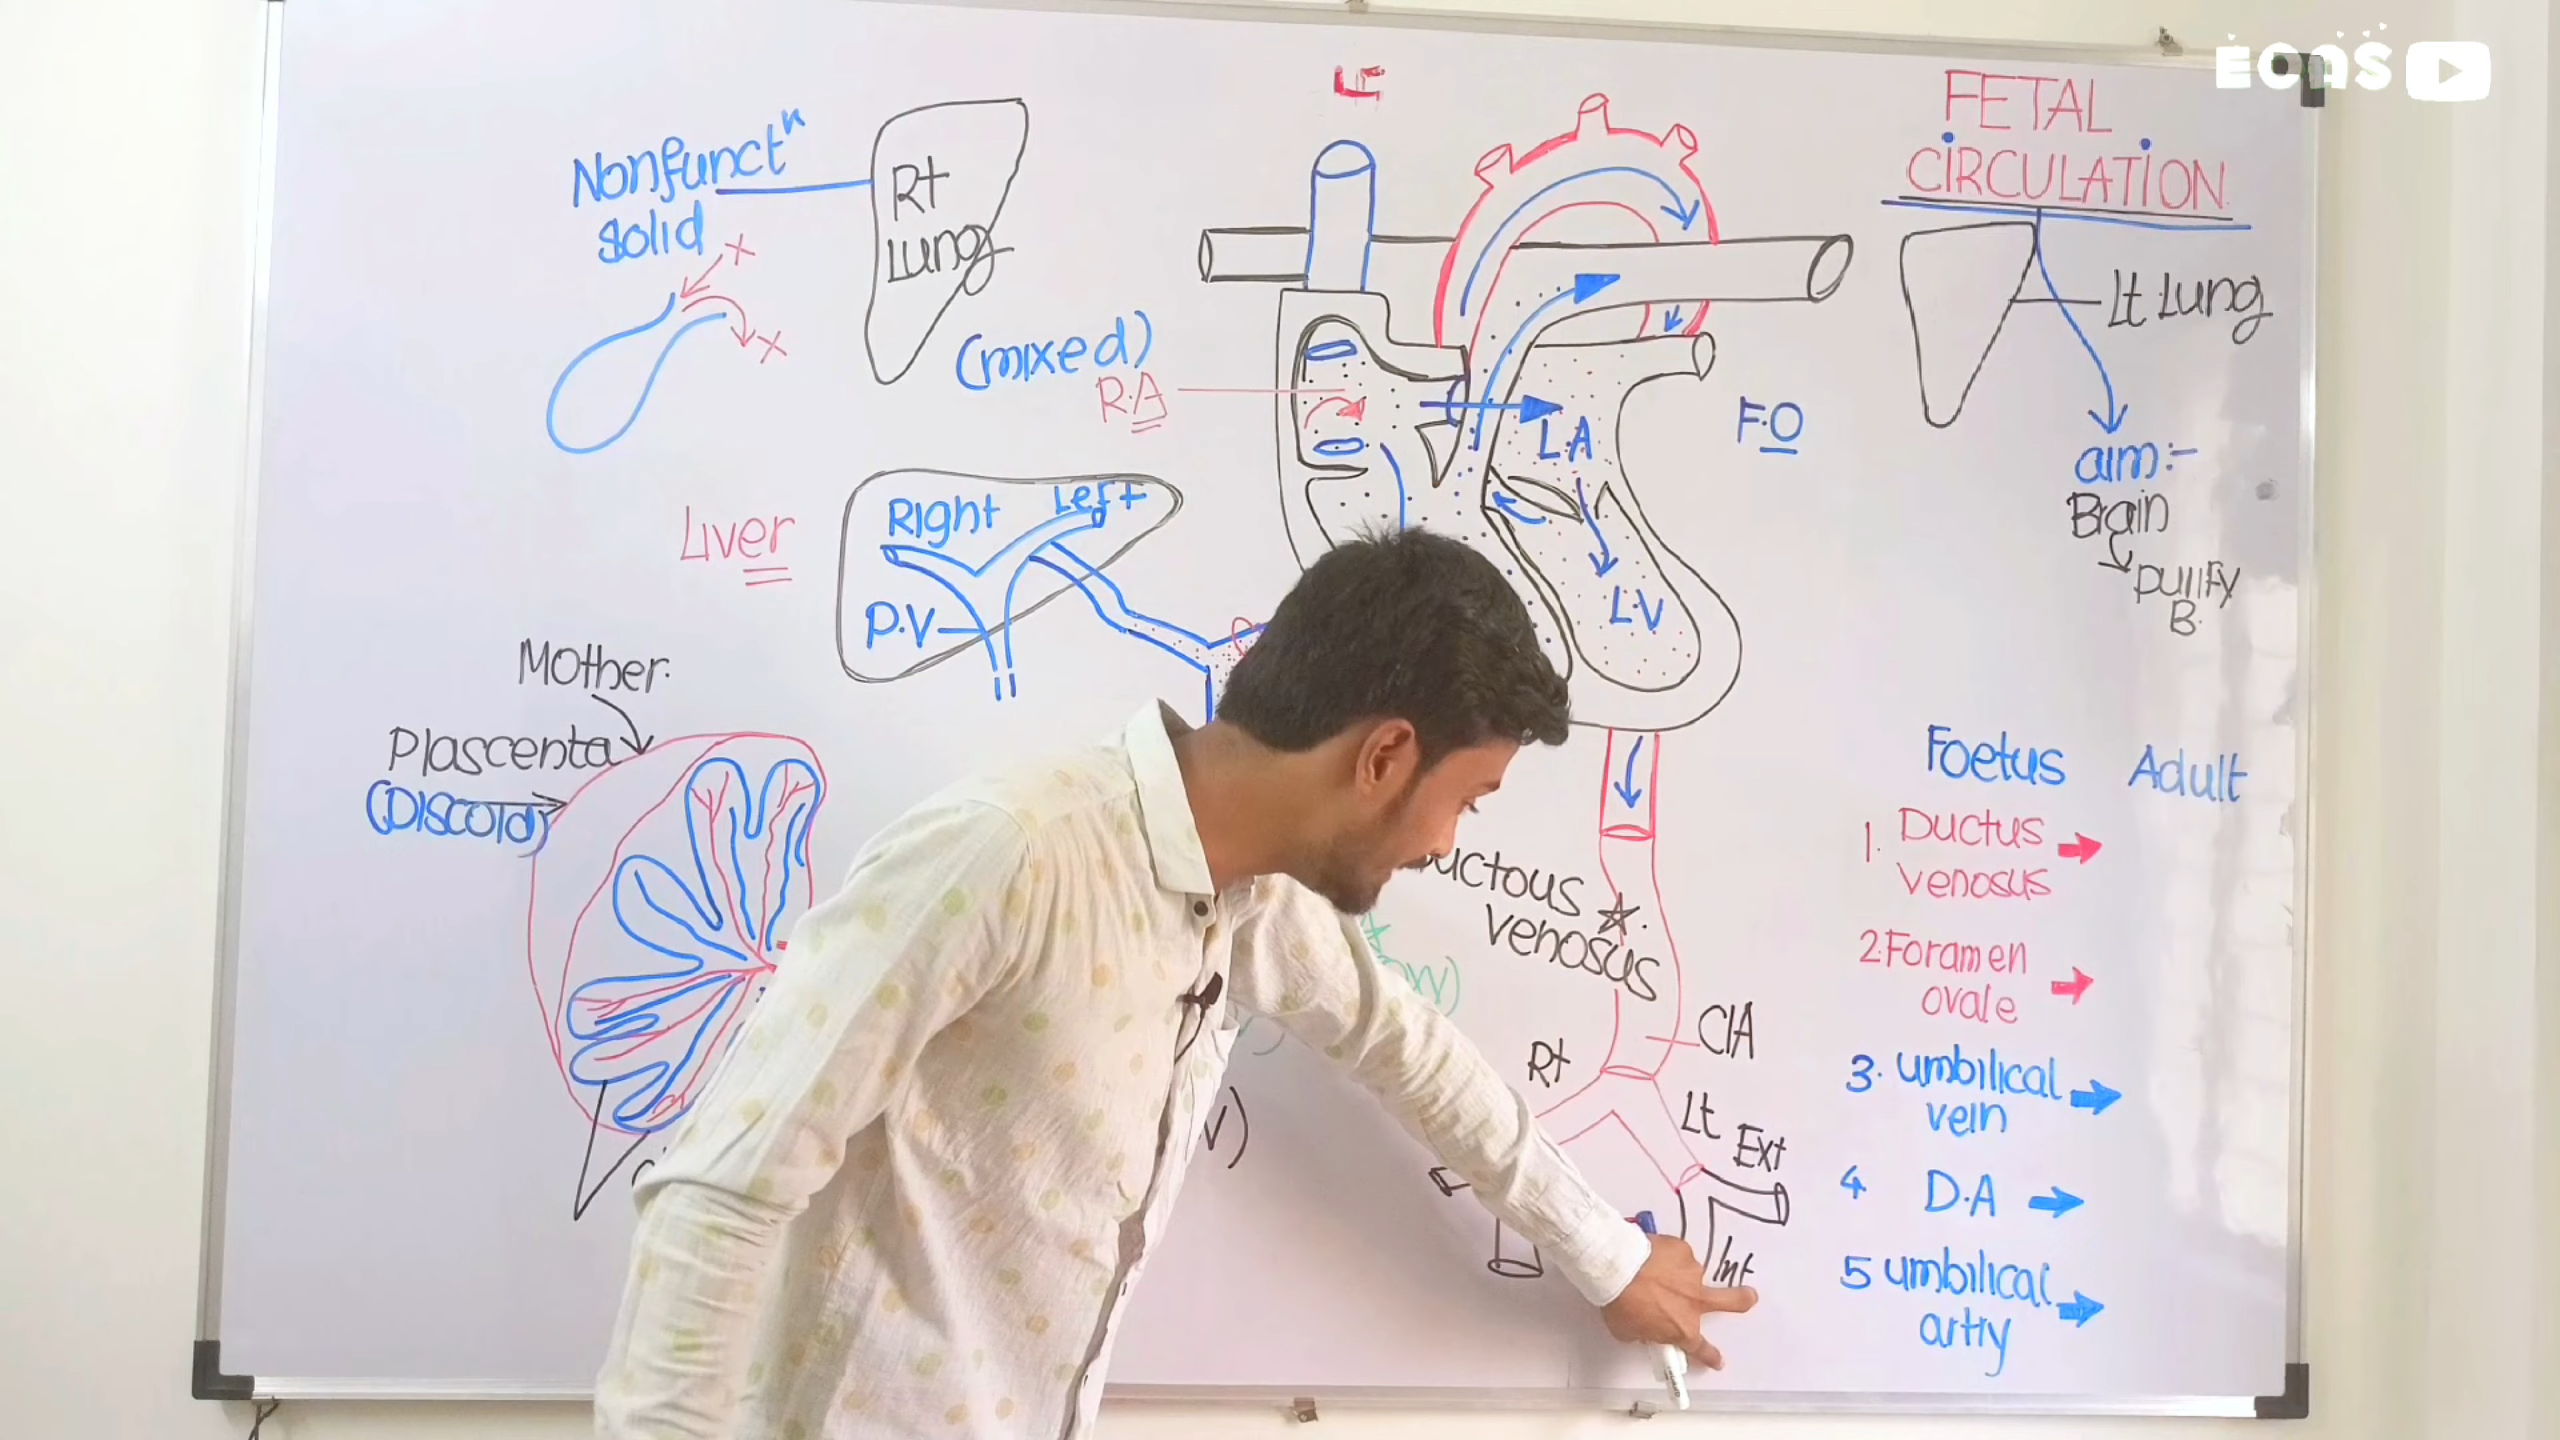 ECAS
FETAL
CIRCULATION
Nonfunctⁿ
solid
x
x
Rt
Lung
Lt Lung
aim:-
Brain
purify
B.
(mixed)
R.A
L.A
F.O
L.V
Liver
Right
Left
P.V
Mother.
Plascenta
(Discoid)
uctous
venosus
CIA
Rt
Lt
Ext
Int
V)
Foetus Adult
1. Ductus
venosus
2. Foramen
ovale
3. umbilical
vein
4 D.A
5 umbilical
artry